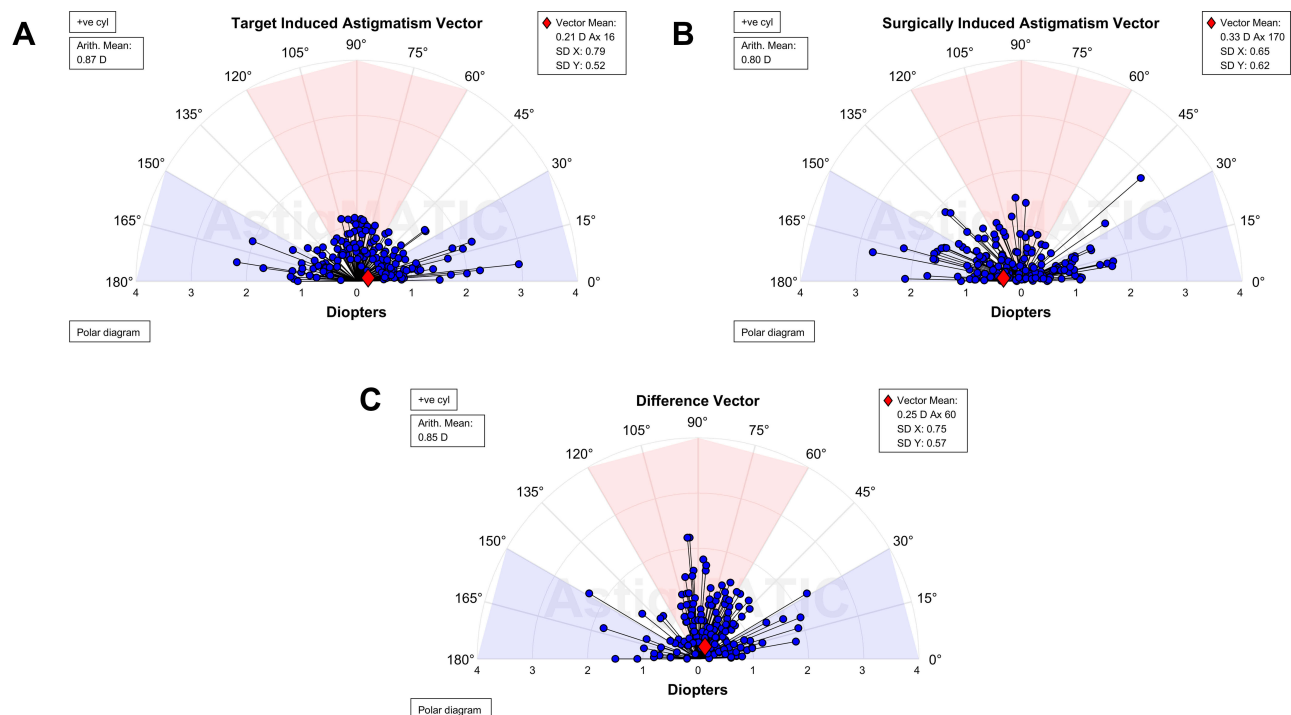 A
+ve cyl
Arith. Mean:
0.87 D
Target Induced Astigmatism Vector
Vector Mean:
0.21 D Ax 16
SD X: 0.79
SD Y: 0.52
90°
105°
75°
120°
60°
135°
45°
150°
30°
165°
15°
180°
0°
AstigMATIC
4
3
2
1
0
1
2
3
4
Diopters
Polar diagram
B
+ve cyl
Arith. Mean:
0.80 D
Surgically Induced Astigmatism Vector
Vector Mean:
0.33 D Ax 170
SD X: 0.65
SD Y: 0.62
90°
105°
75°
120°
60°
135°
45°
150°
30°
165°
15°
180°
0°
AstigMATIC
4
3
2
1
0
1
2
3
4
Diopters
Polar diagram
C
+ve cyl
Arith. Mean:
0.85 D
Difference Vector
Vector Mean:
0.25 D Ax 60
SD X: 0.75
SD Y: 0.57
90°
105°
75°
120°
60°
135°
45°
150°
30°
165°
15°
180°
0°
AstigMATIC
4
3
2
1
0
1
2
3
4
Diopters
Polar diagram